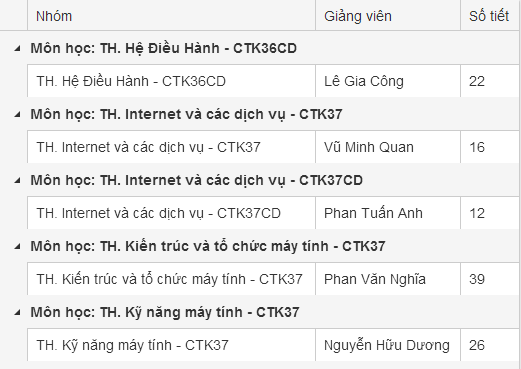 Nhóm Giảng viên Số tiết
Môn học: TH. Hệ Điều Hành - CTK36CD
TH. Hệ Điều Hành - CTK36CD Lê Gia Công 22
Môn học: TH. Internet và các dịch vụ - CTK37
TH. Internet và các dịch vụ - CTK37 Vũ Minh Quan 16
Môn học: TH. Internet và các dịch vụ - CTK37CD
TH. Internet và các dịch vụ - CTK37CD Phan Tuấn Anh 12
Môn học: TH. Kiến trúc và tổ chức máy tính - CTK37
TH. Kiến trúc và tổ chức máy tính - CTK37 Phan Văn Nghĩa 39
Môn học: TH. Kỹ năng máy tính - CTK37
TH. Kỹ năng máy tính - CTK37 Nguyễn Hữu Dương 26